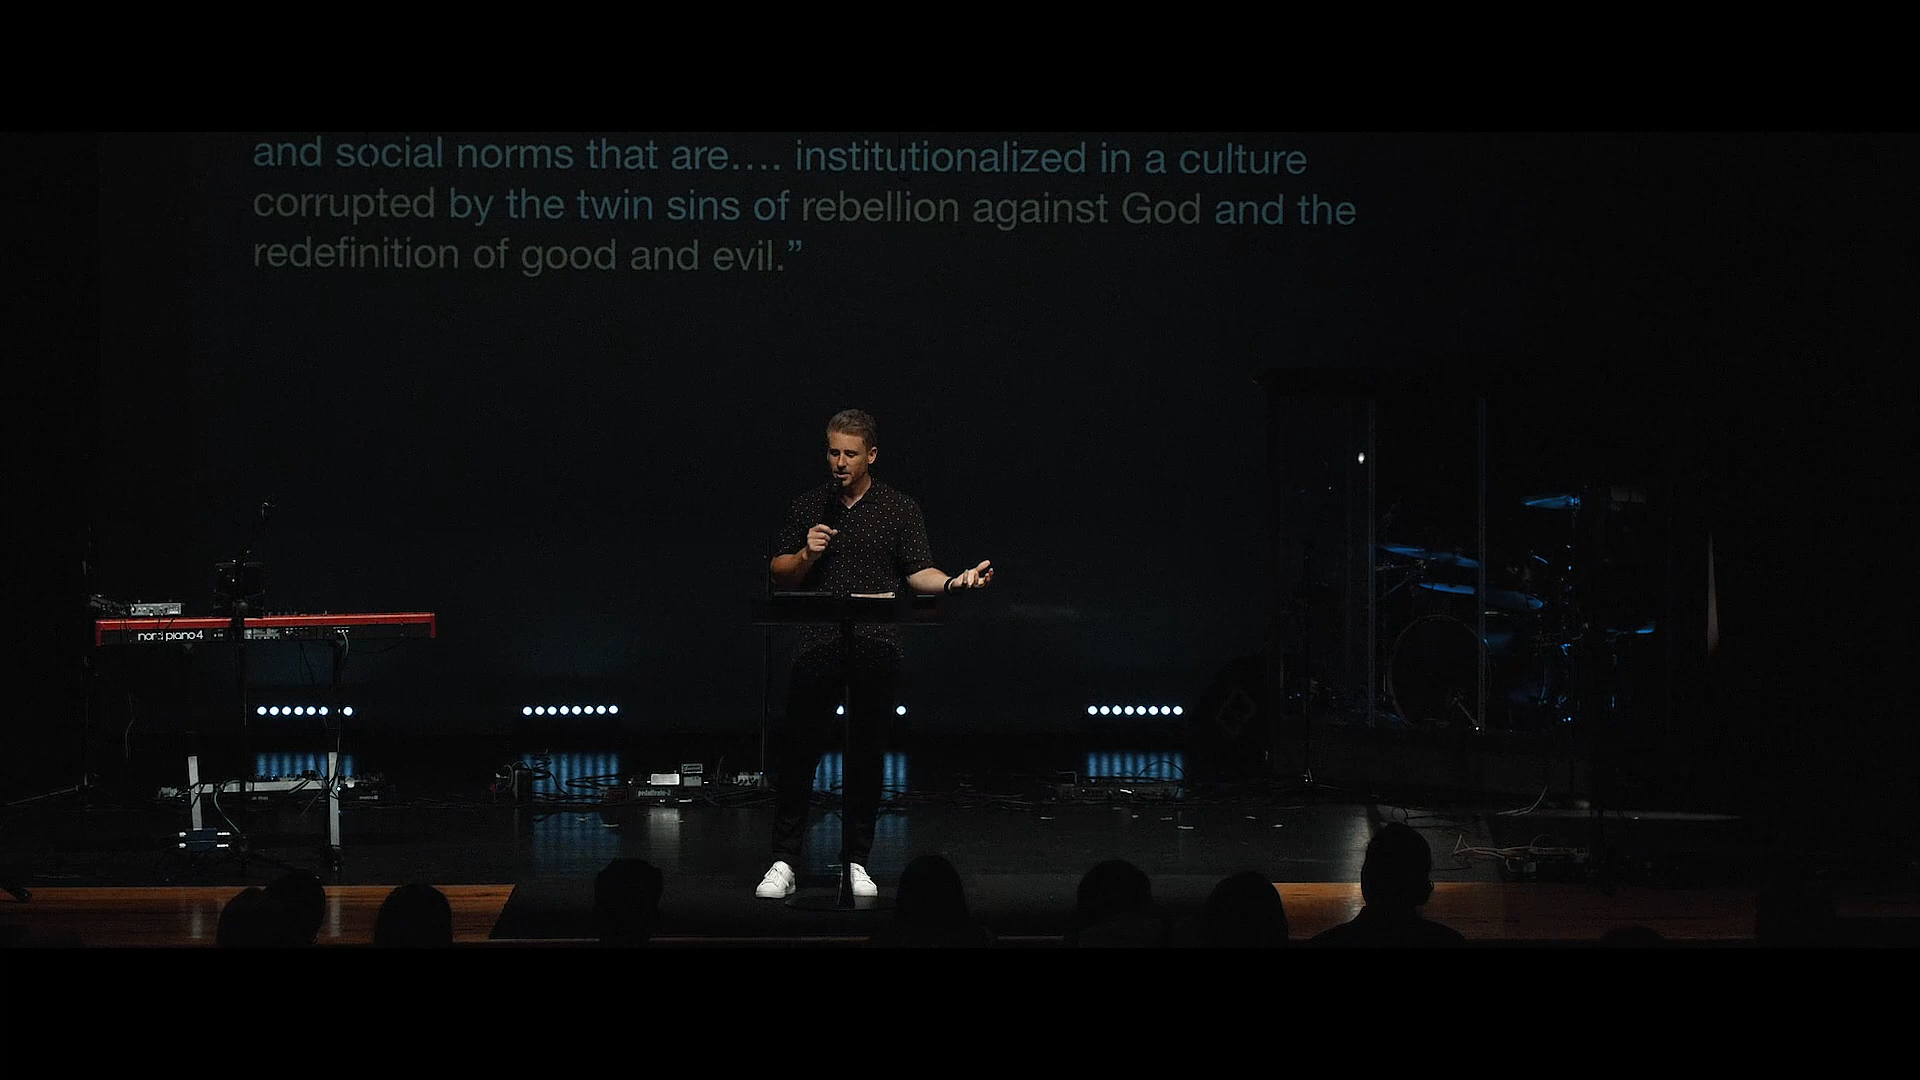 and social norms that are.... institutionalized in a culture
corrupted by the twin sins of rebellion against God and the
redefinition of good and evil.”
nord piano 4